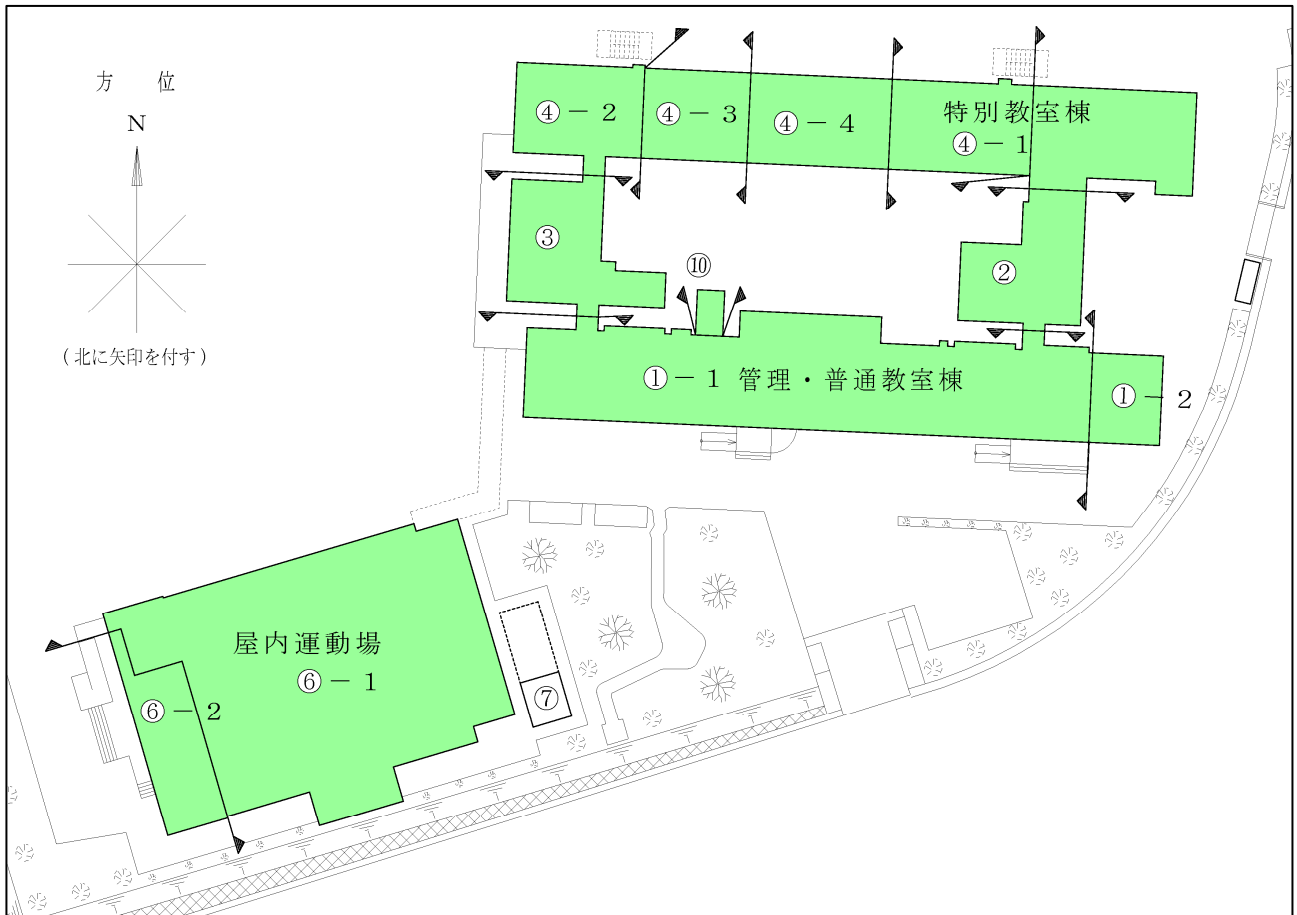 方 位
N
(北に矢印を付す)
④-2
④-3
④-4
特別教室棟
④-1
③
⑩
②
①-1 管理・普通教室棟
①-2
屋内運動場
⑥-1
⑥-2
⑦